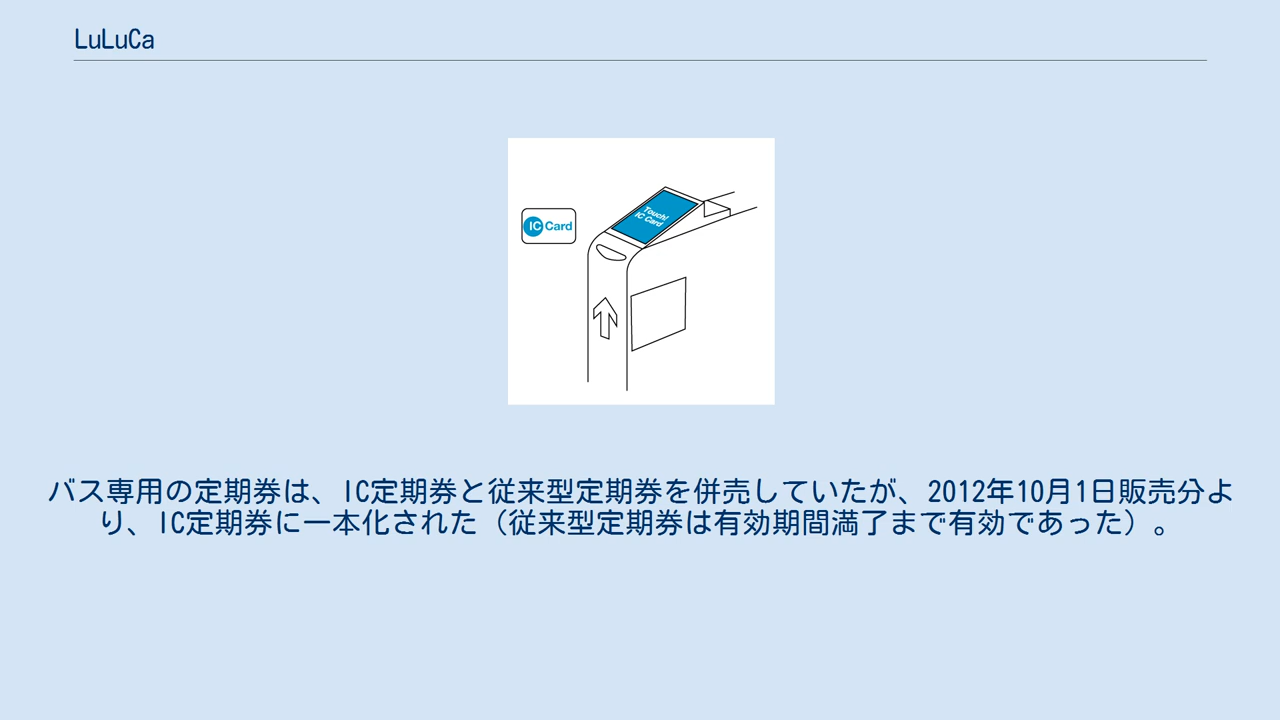 LuLuCa
Touch!
IC Card
IC Card
バス専用の定期券は、IC定期券と従来型定期券を併売していたが、2012年10月1日販売分よ
り、IC定期券に一本化された（従来型定期券は有効期間満了まで有効であった）。